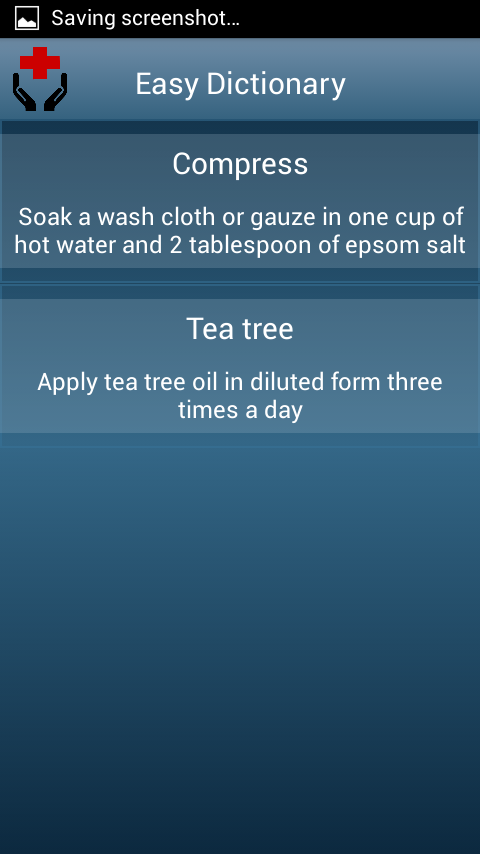 Saving screenshot...
Easy Dictionary
Compress
Soak a wash cloth or gauze in one cup of
hot water and 2 tablespoon of epsom salt
Tea tree
Apply tea tree oil in diluted form three
times a day